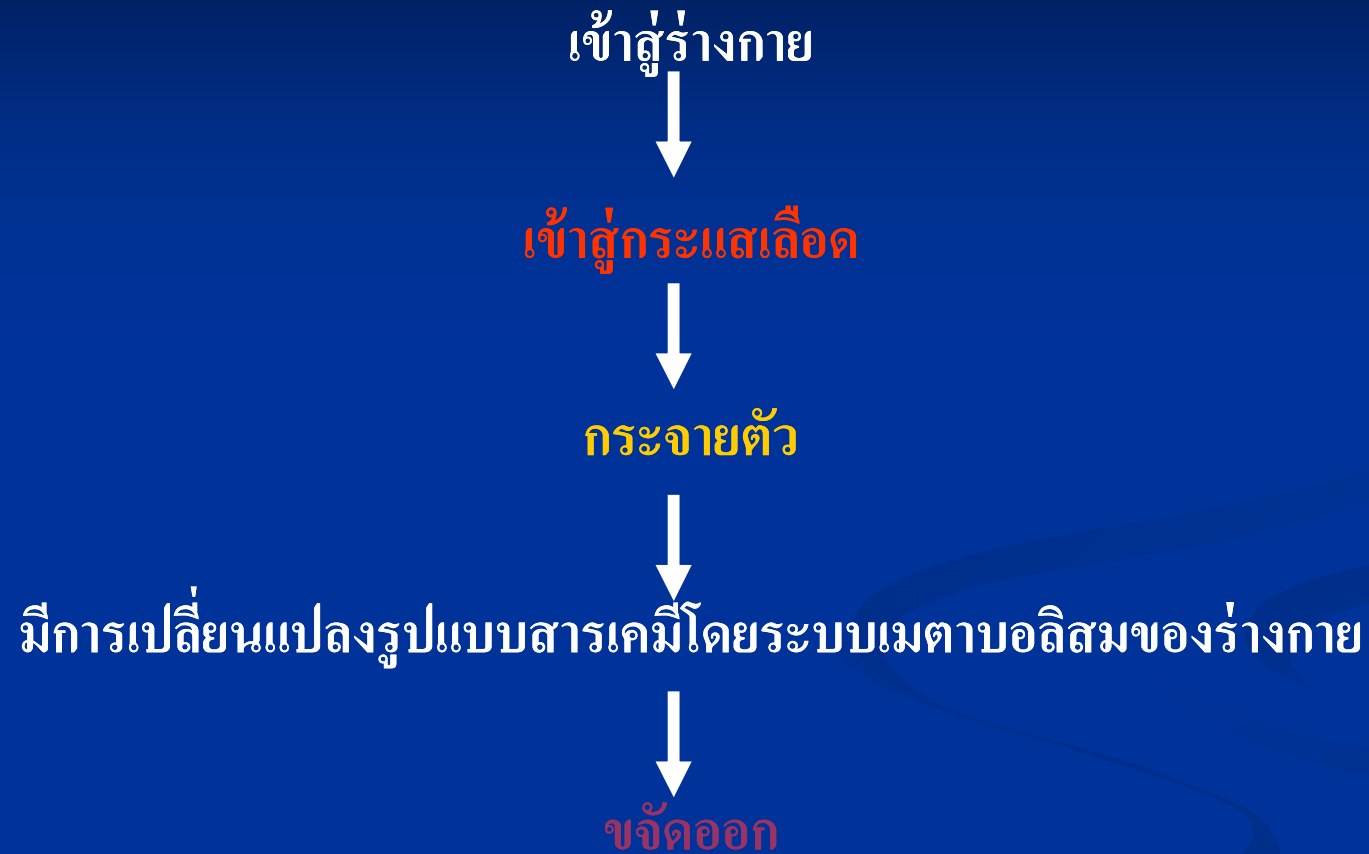 เข้าสู่ร่างกาย
เข้าสู่กระแสเลือด
กระจายตัว
มีการเปลี่ยนแปลงรูปแบบสารเคมีโดยระบบเมตาบอลิสมของร่างกาย
ขจัดออก